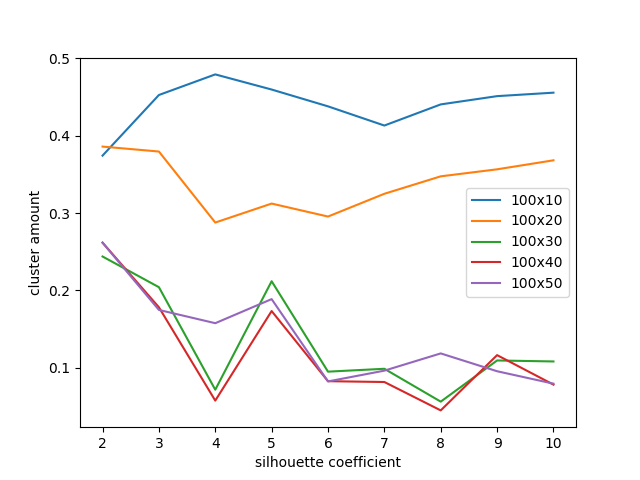 0.5
0.4
0.3
0.2
0.1
cluster amount
100x10
100x20
100x30
100x40
100x50
2 3 4 5 6 7 8 9 10
silhouette coefficient